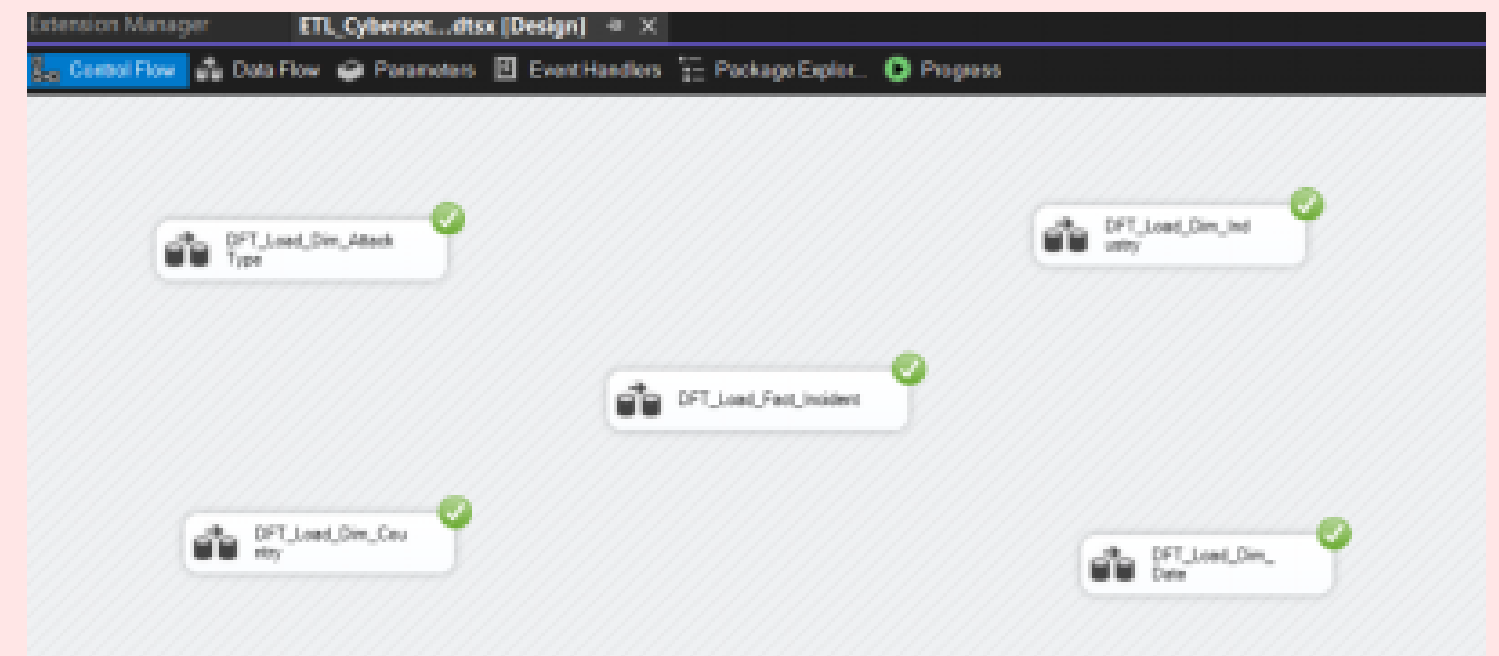 Extension Manager
ETL_Cybersec...dtsx [Design]
Control Flow
Data Flow
Parameters
Event Handlers
Package Explor...
Progress
DFT_Load_Dim_Attack
Type
DFT_Load_Dim_Ind
ustry
DFT_Load_Fact_Incident
DFT_Load_Dim_Cou
ntry
DFT_Load_Dim_
Date